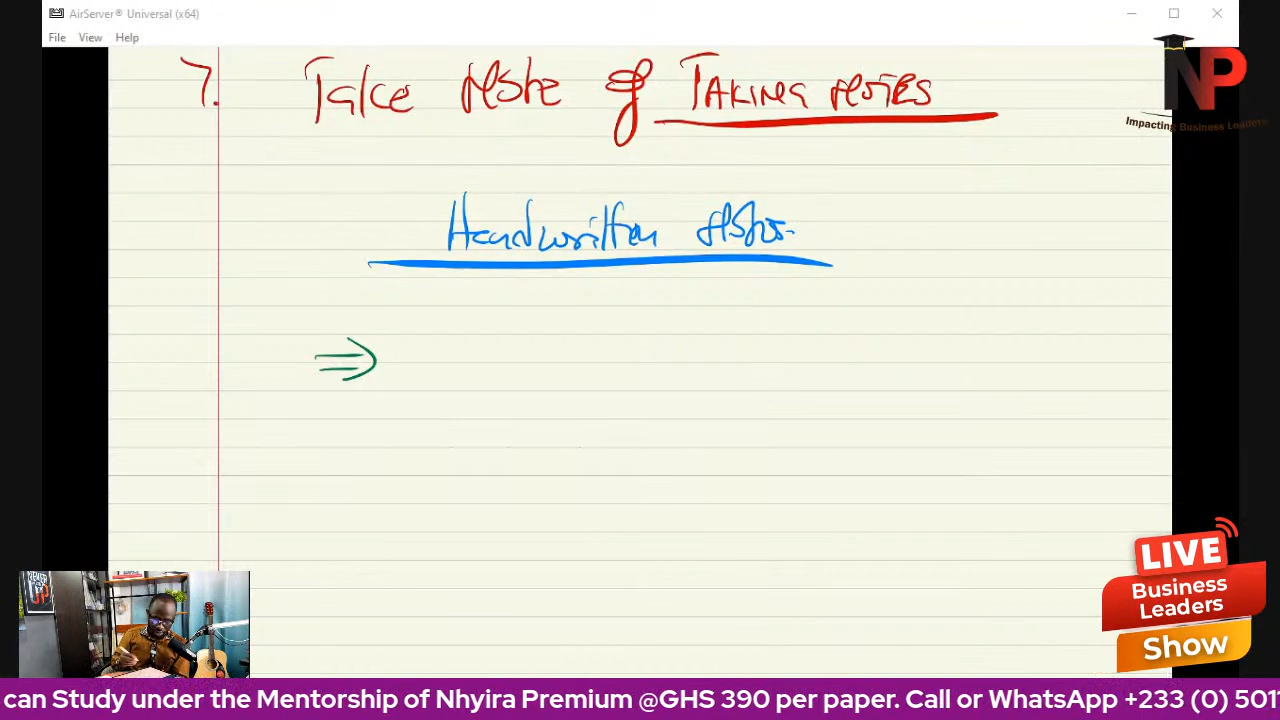 AirServer® Universal (x64)
File View Help
7. Take Note of TAKING NOTES
NP
Impacting Business Leaders
Handwritten Notes.
LIVE
Business
Leaders
Show
can Study under the Mentorship of Nhyira Premium @GHS 390 per paper. Call or WhatsApp +233 (0) 501